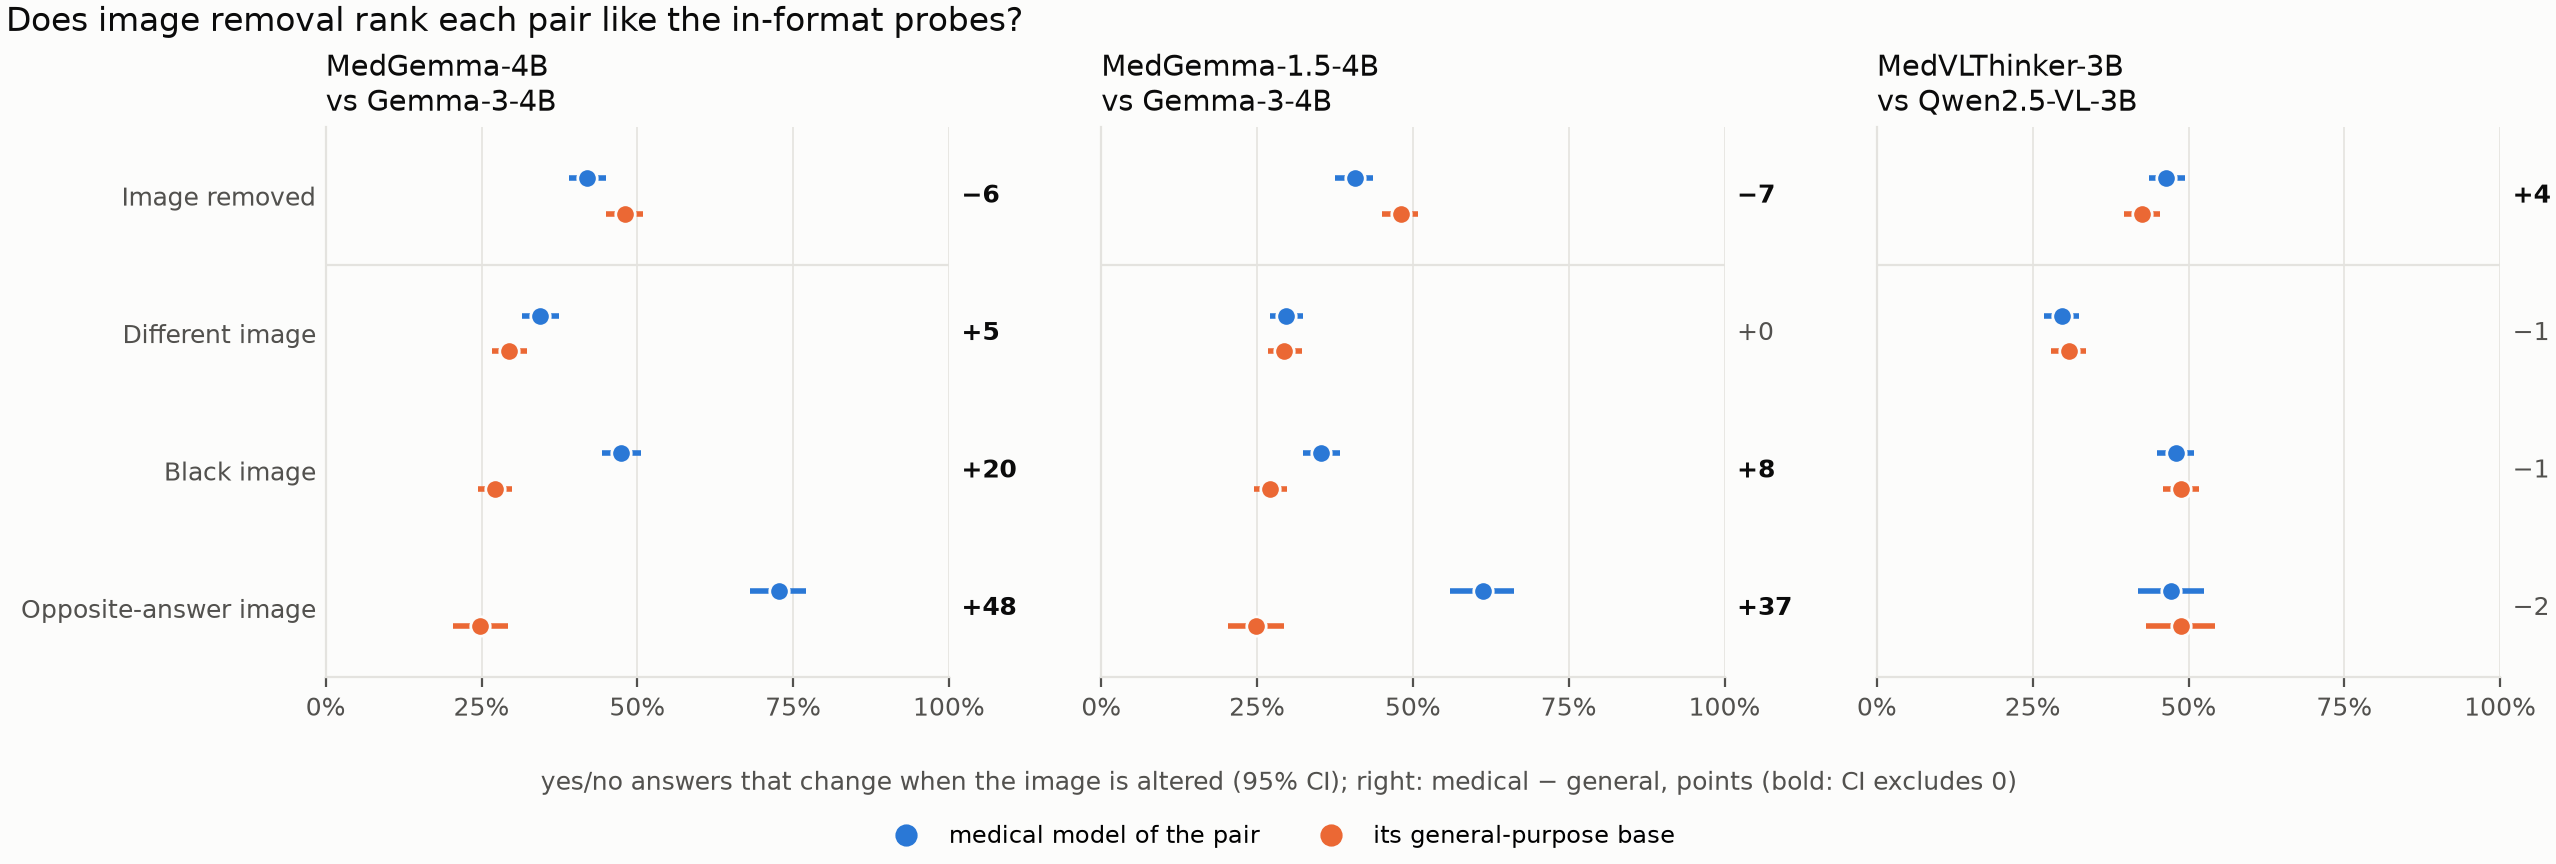 Does image removal rank each pair like the in-format probes?
MedGemma-4B
vs Gemma-3-4B
MedGemma-1.5-4B
vs Gemma-3-4B
MedVLThinker-3B
vs Qwen2.5-VL-3B
Image removed
−6
−7
+4
Different image
+5
+0
−1
Black image
+20
+8
−1
Opposite-answer image
+48
+37
−2
0% 25% 50% 75% 100%
0% 25% 50% 75% 100%
0% 25% 50% 75% 100%
yes/no answers that change when the image is altered (95% CI); right: medical − general, points (bold: CI excludes 0)
medical model of the pair
its general-purpose base